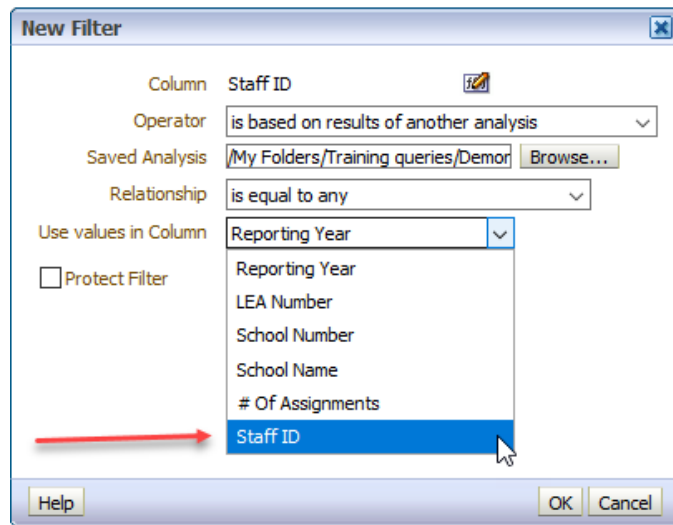 New Filter
Column Staff ID
Operator is based on results of another analysis
Saved Analysis /My Folders/Training queries/Demor Browse...
Relationship is equal to any
Use values in Column Reporting Year
Protect Filter
Reporting Year
LEA Number
School Number
School Name
# Of Assignments
Staff ID
Help OK Cancel